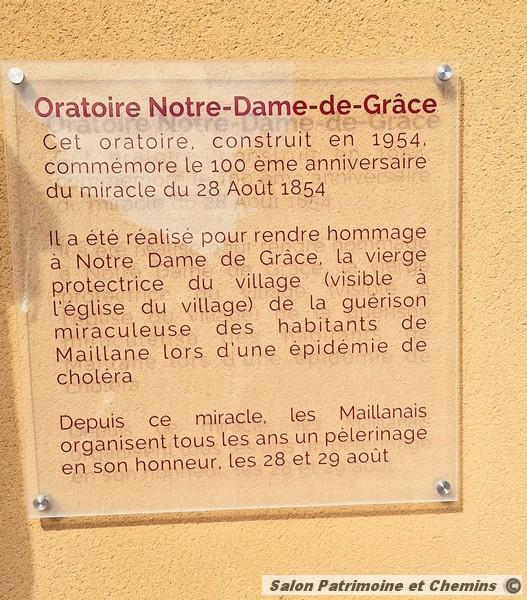 Oratoire Notre-Dame-de-Grâce
Cet oratoire, construit en 1954,
commémore le 100 ème anniversaire
du miracle du 28 Août 1854
Il a été réalisé pour rendre hommage
à Notre Dame de Grâce, la vierge
protectrice du village (visible à
l'église du village) de la guérison
miraculeuse des habitants de
Maillane lors d'une épidémie de
choléra
Depuis ce miracle, les Maillanais
organisent tous les ans un pèlerinage
en son honneur, les 28 et 29 août
Salon Patrimoine et Chemins ©